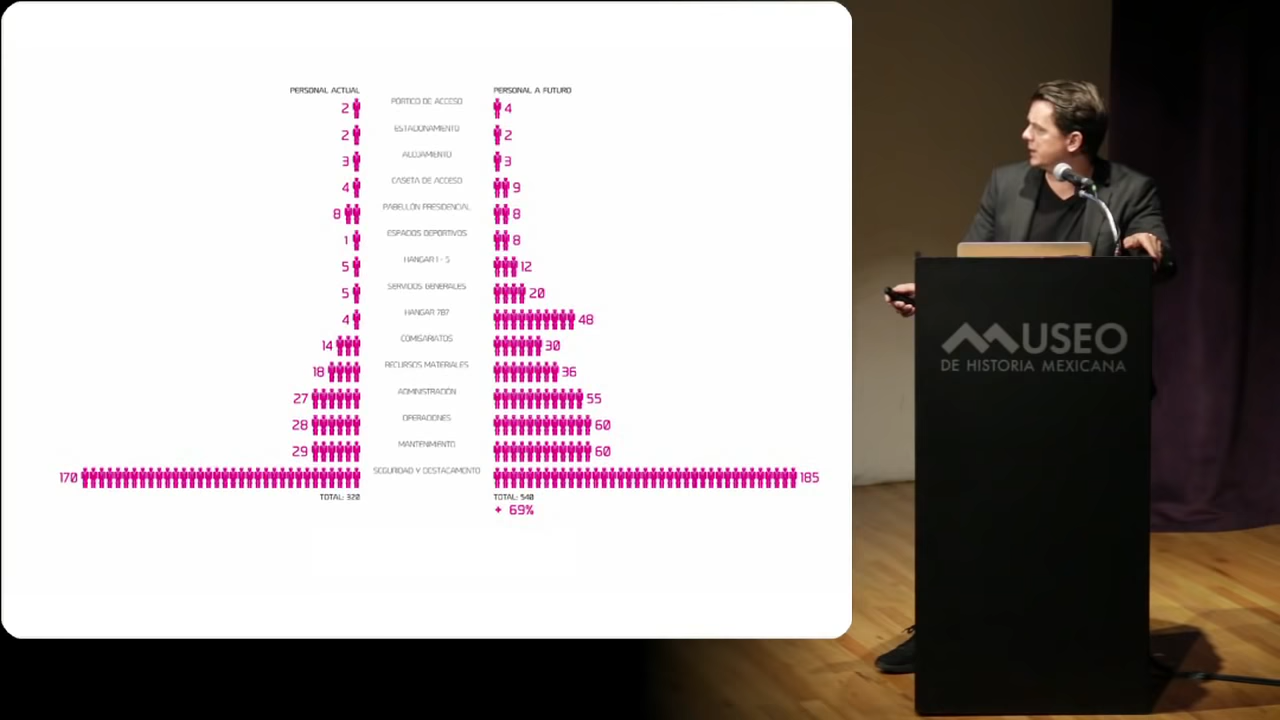 PERSONAL ACTUAL PERSONAL A FUTURO
2 PÓRTICO DE ACCESO 4
2 ESTACIONAMIENTO 2
3 ALOJAMIENTO 3
4 CASETA DE ACCESO 9
8 PABELLÓN PRESIDENCIAL 8
1 ESPACIOS DEPORTIVOS 8
5 HANGAR 1 - 5 12
5 SERVICIOS GENERALES 20
4 HANGAR 787 48
14 COMISARIATOS 30
18 RECURSOS MATERIALES 36
27 ADMINISTRACIÓN 55
28 OPERACIONES 60
29 MANTENIMIENTO 60
170 SEGURIDAD Y DESTACAMENTO 185
TOTAL: 320 TOTAL: 540
+ 69%
MUSEO
DE HISTORIA MEXICANA